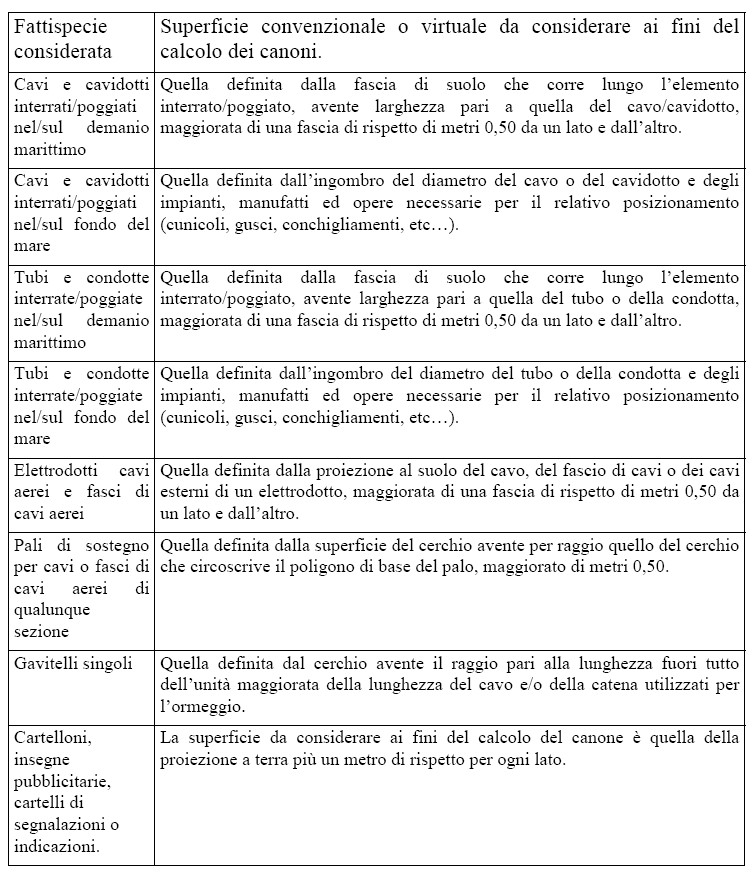 Fattispecie
considerata
Superficie convenzionale o virtuale da considerare ai fini del
calcolo dei canoni.
Cavi e cavidotti
interrati/poggiati
nel/sul demanio
marittimo
Quella definita dalla fascia di suolo che corre lungo l’elemento
interrato/poggiato, avente larghezza pari a quella del cavo/cavidotto,
maggiorata di una fascia di rispetto di metri 0,50 da un lato e dall’altro.
Cavi e cavidotti
interrati/poggiati
nel/sul fondo del
mare
Quella definita dall’ingombro del diametro del cavo o del cavidotto e degli
impianti, manufatti ed opere necessarie per il relativo posizionamento
(cunicoli, gusci, conchigliamenti, etc…).
Tubi e condotte
interrate/poggiate
nel/sul demanio
marittimo
Quella definita dalla fascia di suolo che corre lungo l’elemento
interrato/poggiato, avente larghezza pari a quella del tubo o della condotta,
maggiorata di una fascia di rispetto di metri 0,50 da un lato e dall’altro.
Tubi e condotte
interrate/poggiate
nel/sul fondo del
mare
Quella definita dall’ingombro del diametro del tubo o della condotta e degli
impianti, manufatti ed opere necessarie per il relativo posizionamento
(cunicoli, gusci, conchigliamenti, etc…).
Elettrodotti cavi
aerei e fasci di
cavi aerei
Quella definita dalla proiezione al suolo del cavo, del fascio di cavi o dei cavi
esterni di un elettrodotto, maggiorata di una fascia di rispetto di metri 0,50 da
un lato e dall’altro.
Pali di sostegno
per cavi o fasci di
cavi aerei di
qualunque
sezione
Quella definita dalla superficie del cerchio avente per raggio quello del cerchio
che circoscrive il poligono di base del palo, maggiorato di metri 0,50.
Gavitelli singoli
Quella definita dal cerchio avente il raggio pari alla lunghezza fuori tutto
dell’unità maggiorata della lunghezza del cavo e/o della catena utilizzati per
l’ormeggio.
Cartelloni,
insegne
pubblicitarie,
cartelli di
segnalazioni o
indicazioni.
La superficie da considerare ai fini del calcolo del canone è quella della
proiezione a terra più un metro di rispetto per ogni lato.